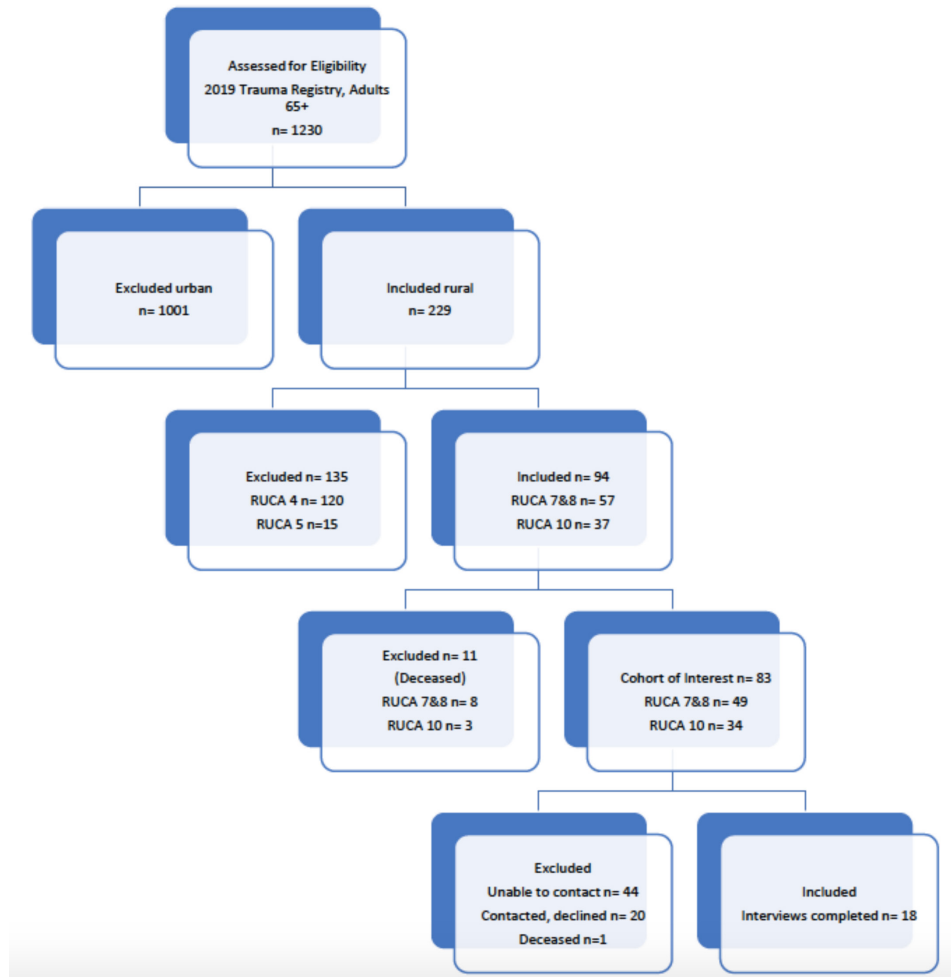 Assessed for Eligibility
2019 Trauma Registry, Adults
65+
n= 1230
Excluded urban
n= 1001
Included rural
n= 229
Excluded n= 135
RUCA 4 n= 120
RUCA 5 n=15
Included n= 94
RUCA 7&8 n= 57
RUCA 10 n= 37
Excluded n= 11
(Deceased)
RUCA 7&8 n= 8
RUCA 10 n= 3
Cohort of Interest n= 83
RUCA 7&8 n= 49
RUCA 10 n= 34
Excluded
Unable to contact n= 44
Contacted, declined n= 20
Deceased n=1
Included
Interviews completed n= 18